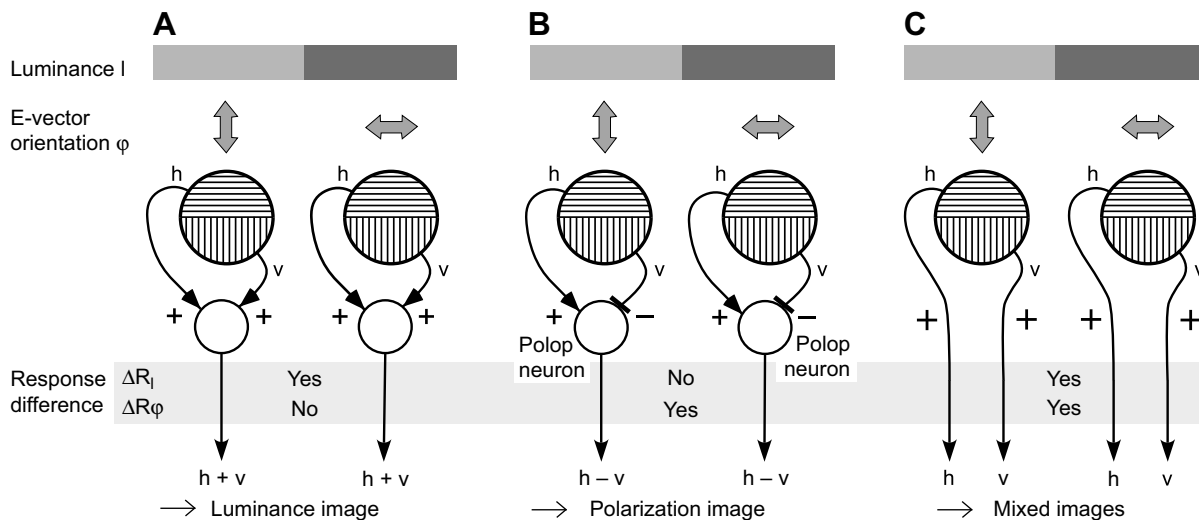 A B C
Luminance I
E-vector
orientation φ
h h h h h h
v v v v v v
+ + + + + − + − + + + +
Polop
neuron
Polop
neuron
Response
difference
ΔR_I Yes No Yes
ΔRφ No Yes Yes
h + v h + v h – v h – v h v h v
→ Luminance image → Polarization image → Mixed images